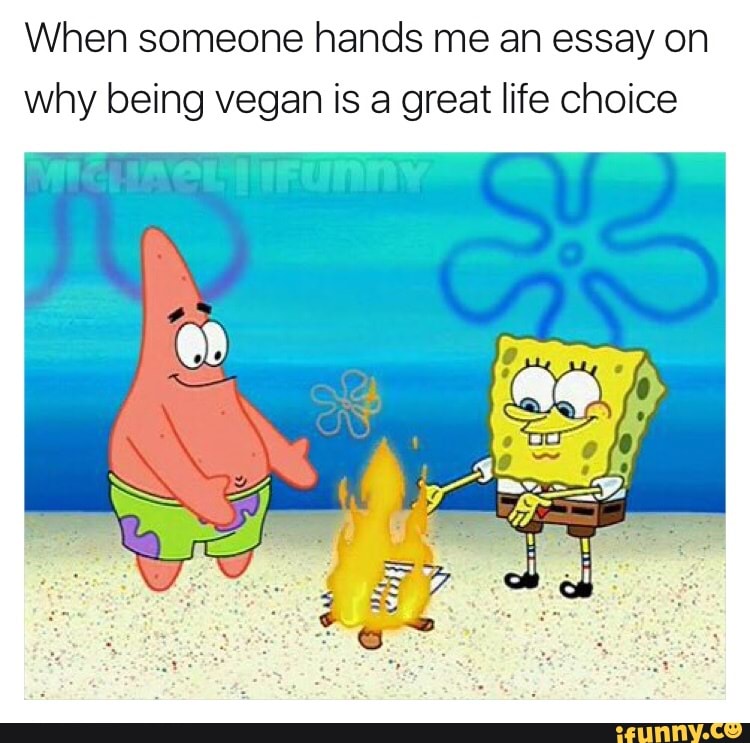 When someone hands me an essay on
why being vegan is a great life choice
MICHAEL | IFUNNY
ifunny.co